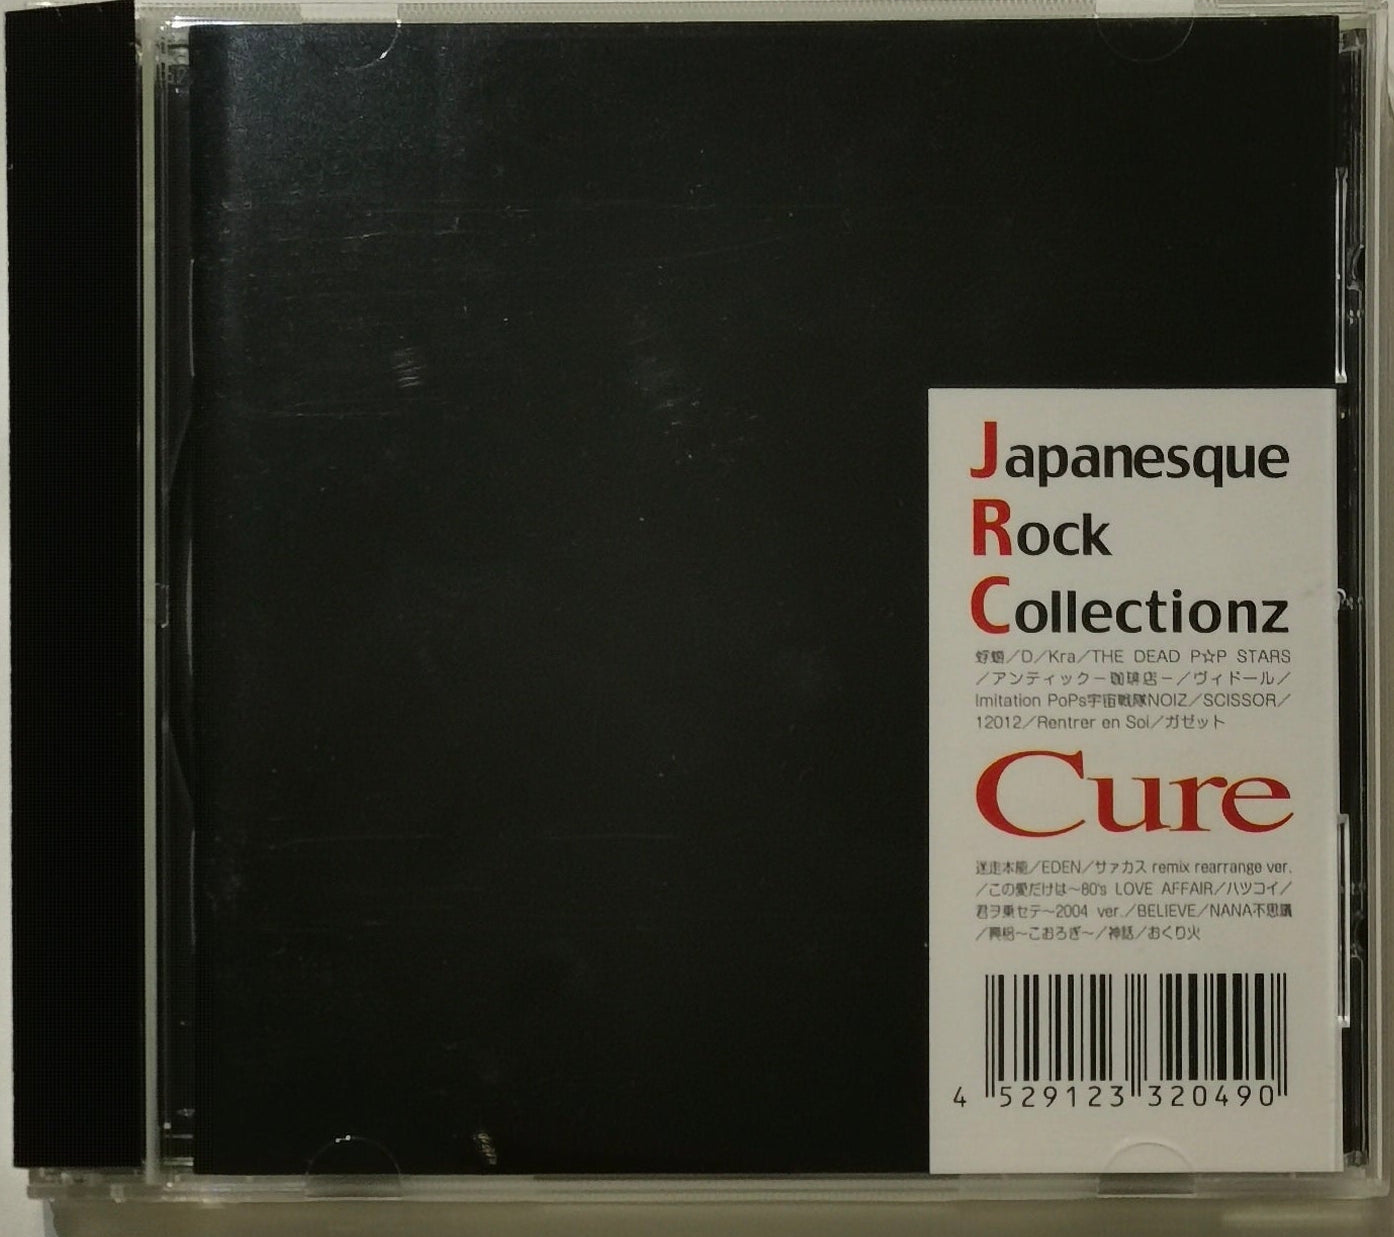 Japanesque
Rock
Collectionz
蜉蝣／D／Kra／THE DEAD P☆P STARS
／アンティック－珈琲店－／ヴィドール／
Imitation PoPs宇宙戦隊NOIZ／SCISSOR／
12012／Rentrer en Soi／ガゼット
Cure
迷走本能／EDEN／サァカス remix rearrange ver.
／この愛だけは～80's LOVE AFFAIR／ハツコイ／
君ヲ乗セテ～2004 ver.／BELIEVE／NANA不思議
／～こおろぎ～／神話／おくり火
4 529123 320490